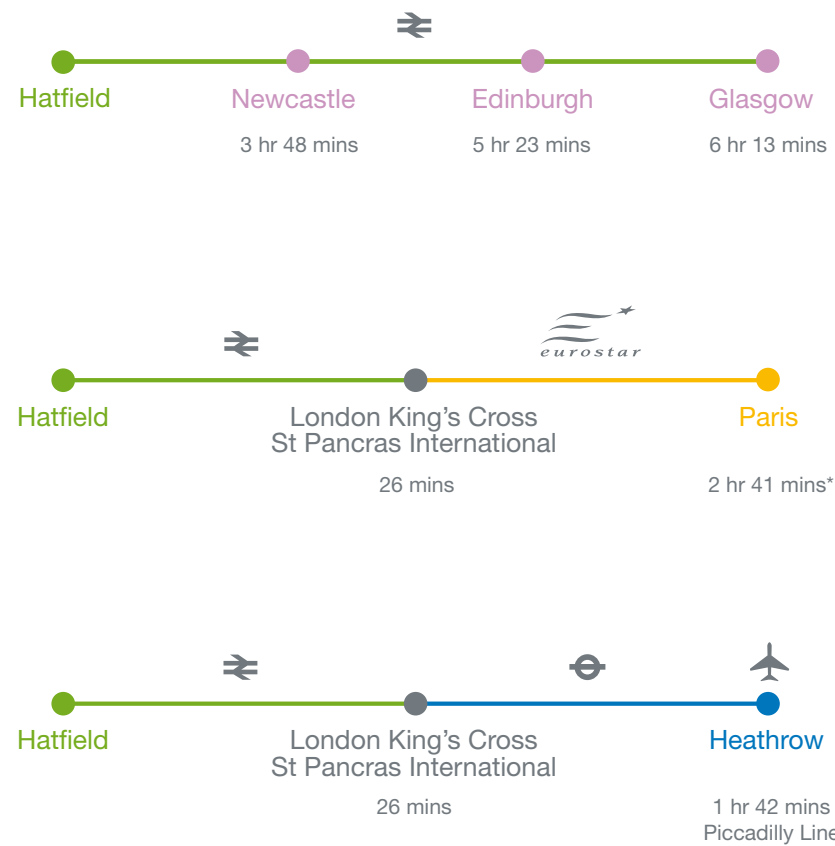 Hatfield Newcastle Edinburgh Glasgow
3 hr 48 mins 5 hr 23 mins 6 hr 13 mins
eurostar
Hatfield London King's Cross Paris
St Pancras International
26 mins 2 hr 41 mins*
Hatfield London King's Cross Heathrow
St Pancras International
26 mins 1 hr 42 mins
Piccadilly Line